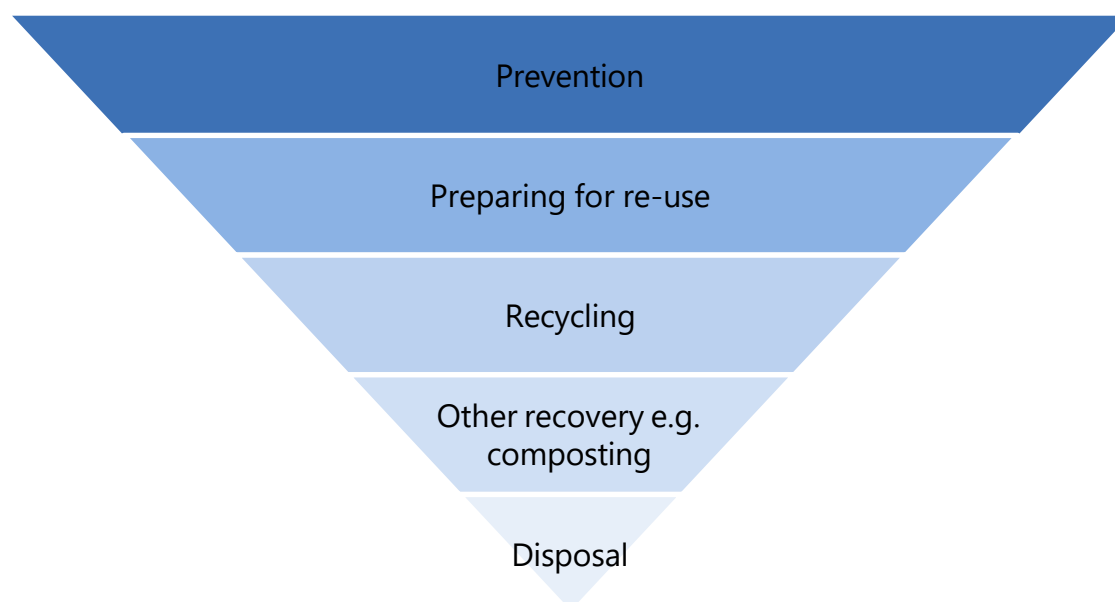 Prevention
Preparing for re-use
Recycling
Other recovery e.g.
composting
Disposal